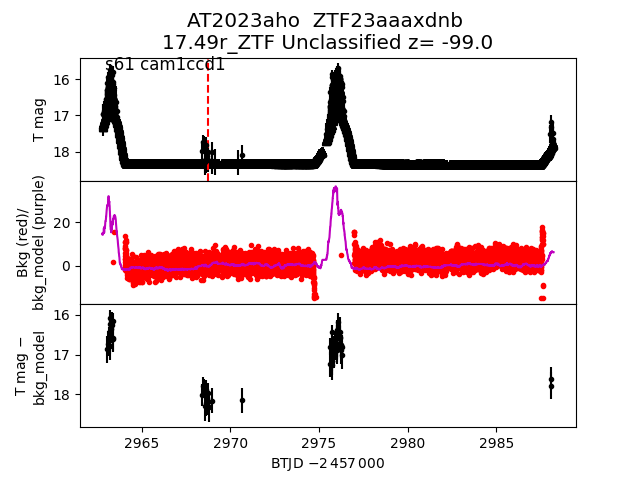 AT2023aho  ZTF23aaaxdnb
17.49r_ZTF Unclassified z= -99.0
s61 cam1ccd1
T mag
16
17
18
Bkg (red)/
bkg_model (purple)
20
0
T mag −
bkg_model
16
17
18
2965
2970
2975
2980
2985
BTJD −2 457 000